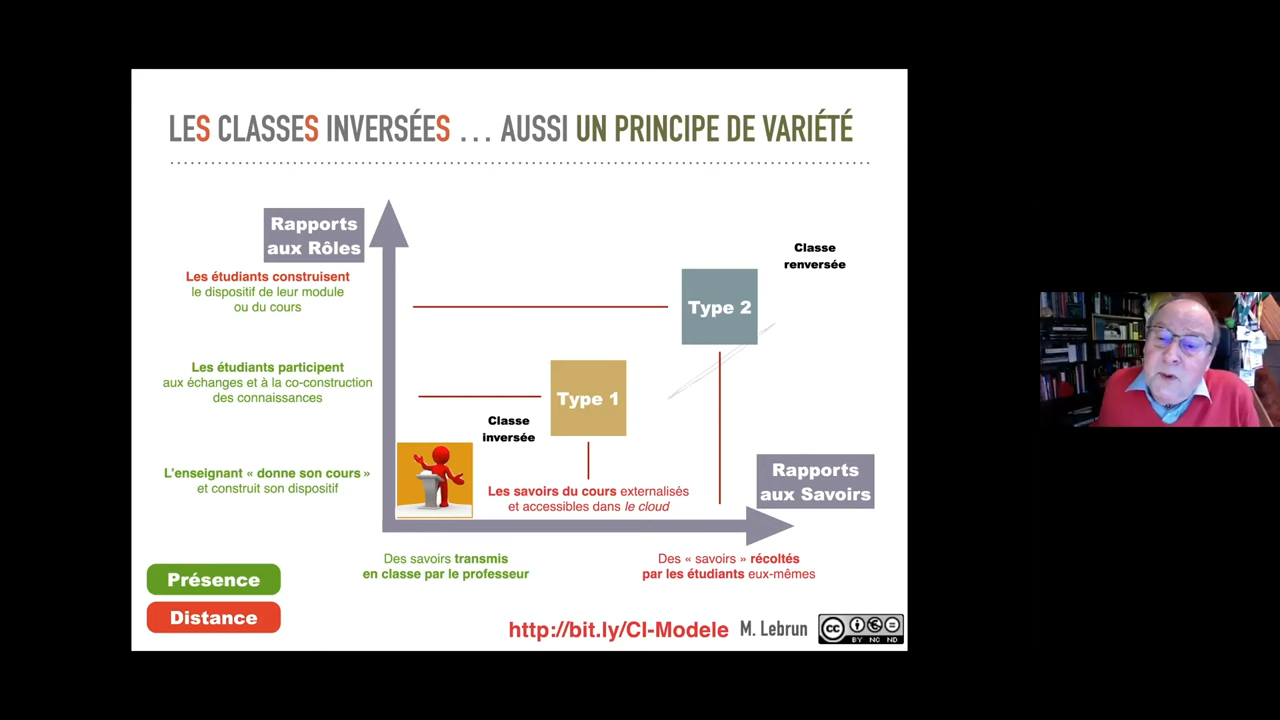 LES CLASSES INVERSÉES ... AUSSI UN PRINCIPE DE VARIÉTÉ
Rapports
aux Rôles
Les étudiants construisent
le dispositif de leur module
ou du cours
Classe
renversée
Type 2
Les étudiants participent
aux échanges et à la co-construction
des connaissances
Type 1
Classe
inversée
L'enseignant « donne son cours »
et construit son dispositif
Les savoirs du cours externalisés
et accessibles dans le cloud
Rapports
aux Savoirs
Des savoirs transmis
en classe par le professeur
Des « savoirs » récoltés
par les étudiants eux-mêmes
Présence
Distance
http://bit.ly/CI-Modele
M. Lebrun
CC
BY NC ND